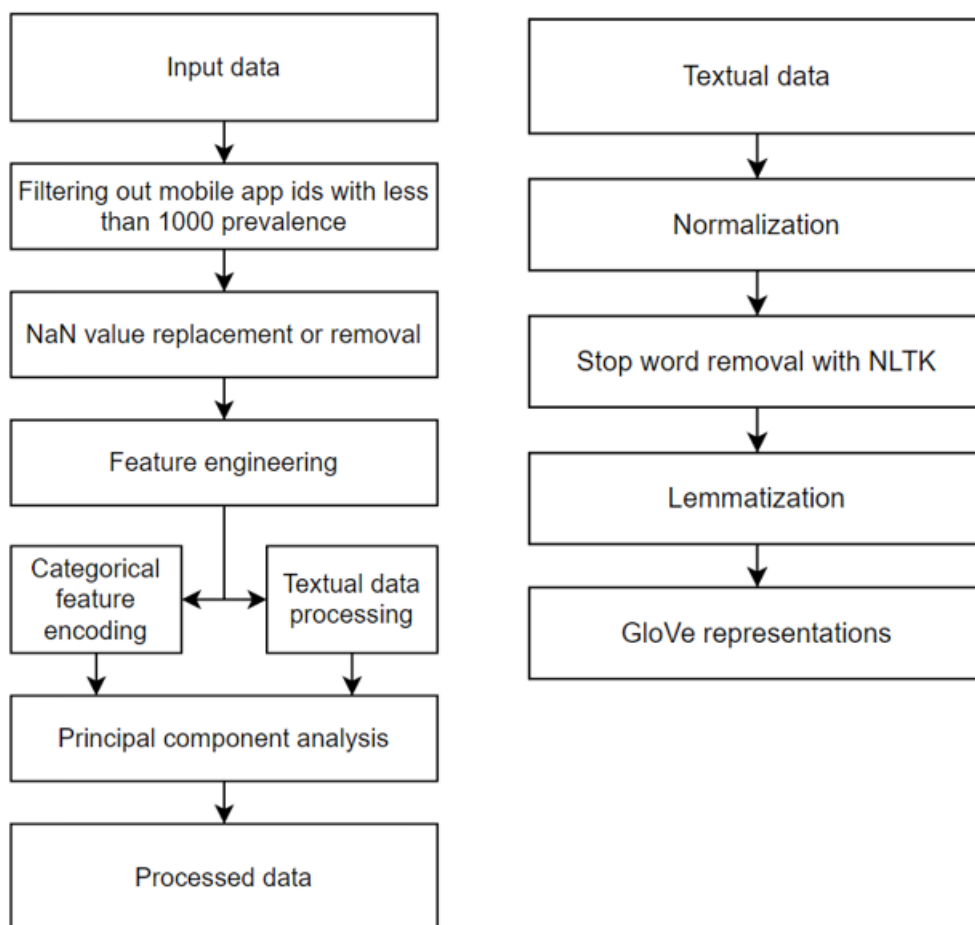 Input data
Filtering out mobile app ids with less
than 1000 prevalence
NaN value replacement or removal
Feature engineering
Categorical
feature
encoding
Textual data
processing
Principal component analysis
Processed data
Textual data
Normalization
Stop word removal with NLTK
Lemmatization
GloVe representations